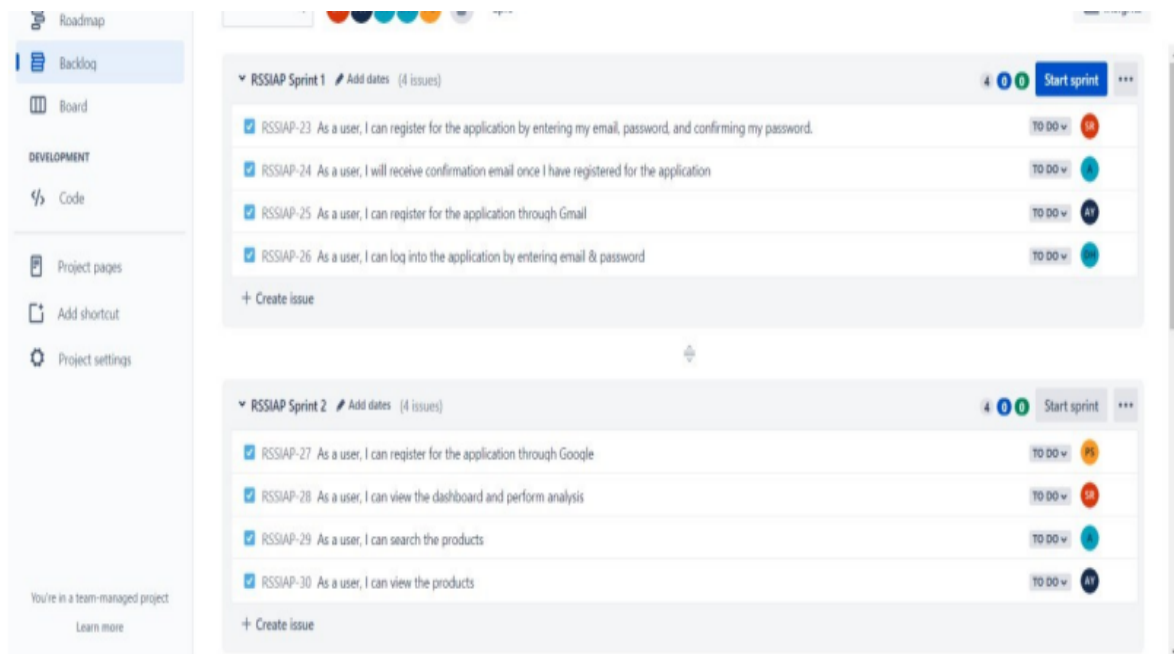 Roadmap
Backlog
Board
DEVELOPMENT
Code
Project pages
Add shortcut
Project settings
You're in a team-managed project
Learn more
RSSIAP Sprint 1 Add dates (4 issues) 4 0 0 Start sprint
RSSIAP-23 As a user, I can register for the application by entering my email, password, and confirming my password. TO DO SR
RSSIAP-24 As a user, I will receive confirmation email once I have registered for the application TO DO A
RSSIAP-25 As a user, I can register for the application through Gmail TO DO AY
RSSIAP-26 As a user, I can log into the application by entering email & password TO DO
+ Create issue
RSSIAP Sprint 2 Add dates (4 issues) 4 0 0 Start sprint
RSSIAP-27 As a user, I can register for the application through Google TO DO PS
RSSIAP-28 As a user, I can view the dashboard and perform analysis TO DO SR
RSSIAP-29 As a user, I can search the products TO DO A
RSSIAP-30 As a user, I can view the products TO DO AY
+ Create issue